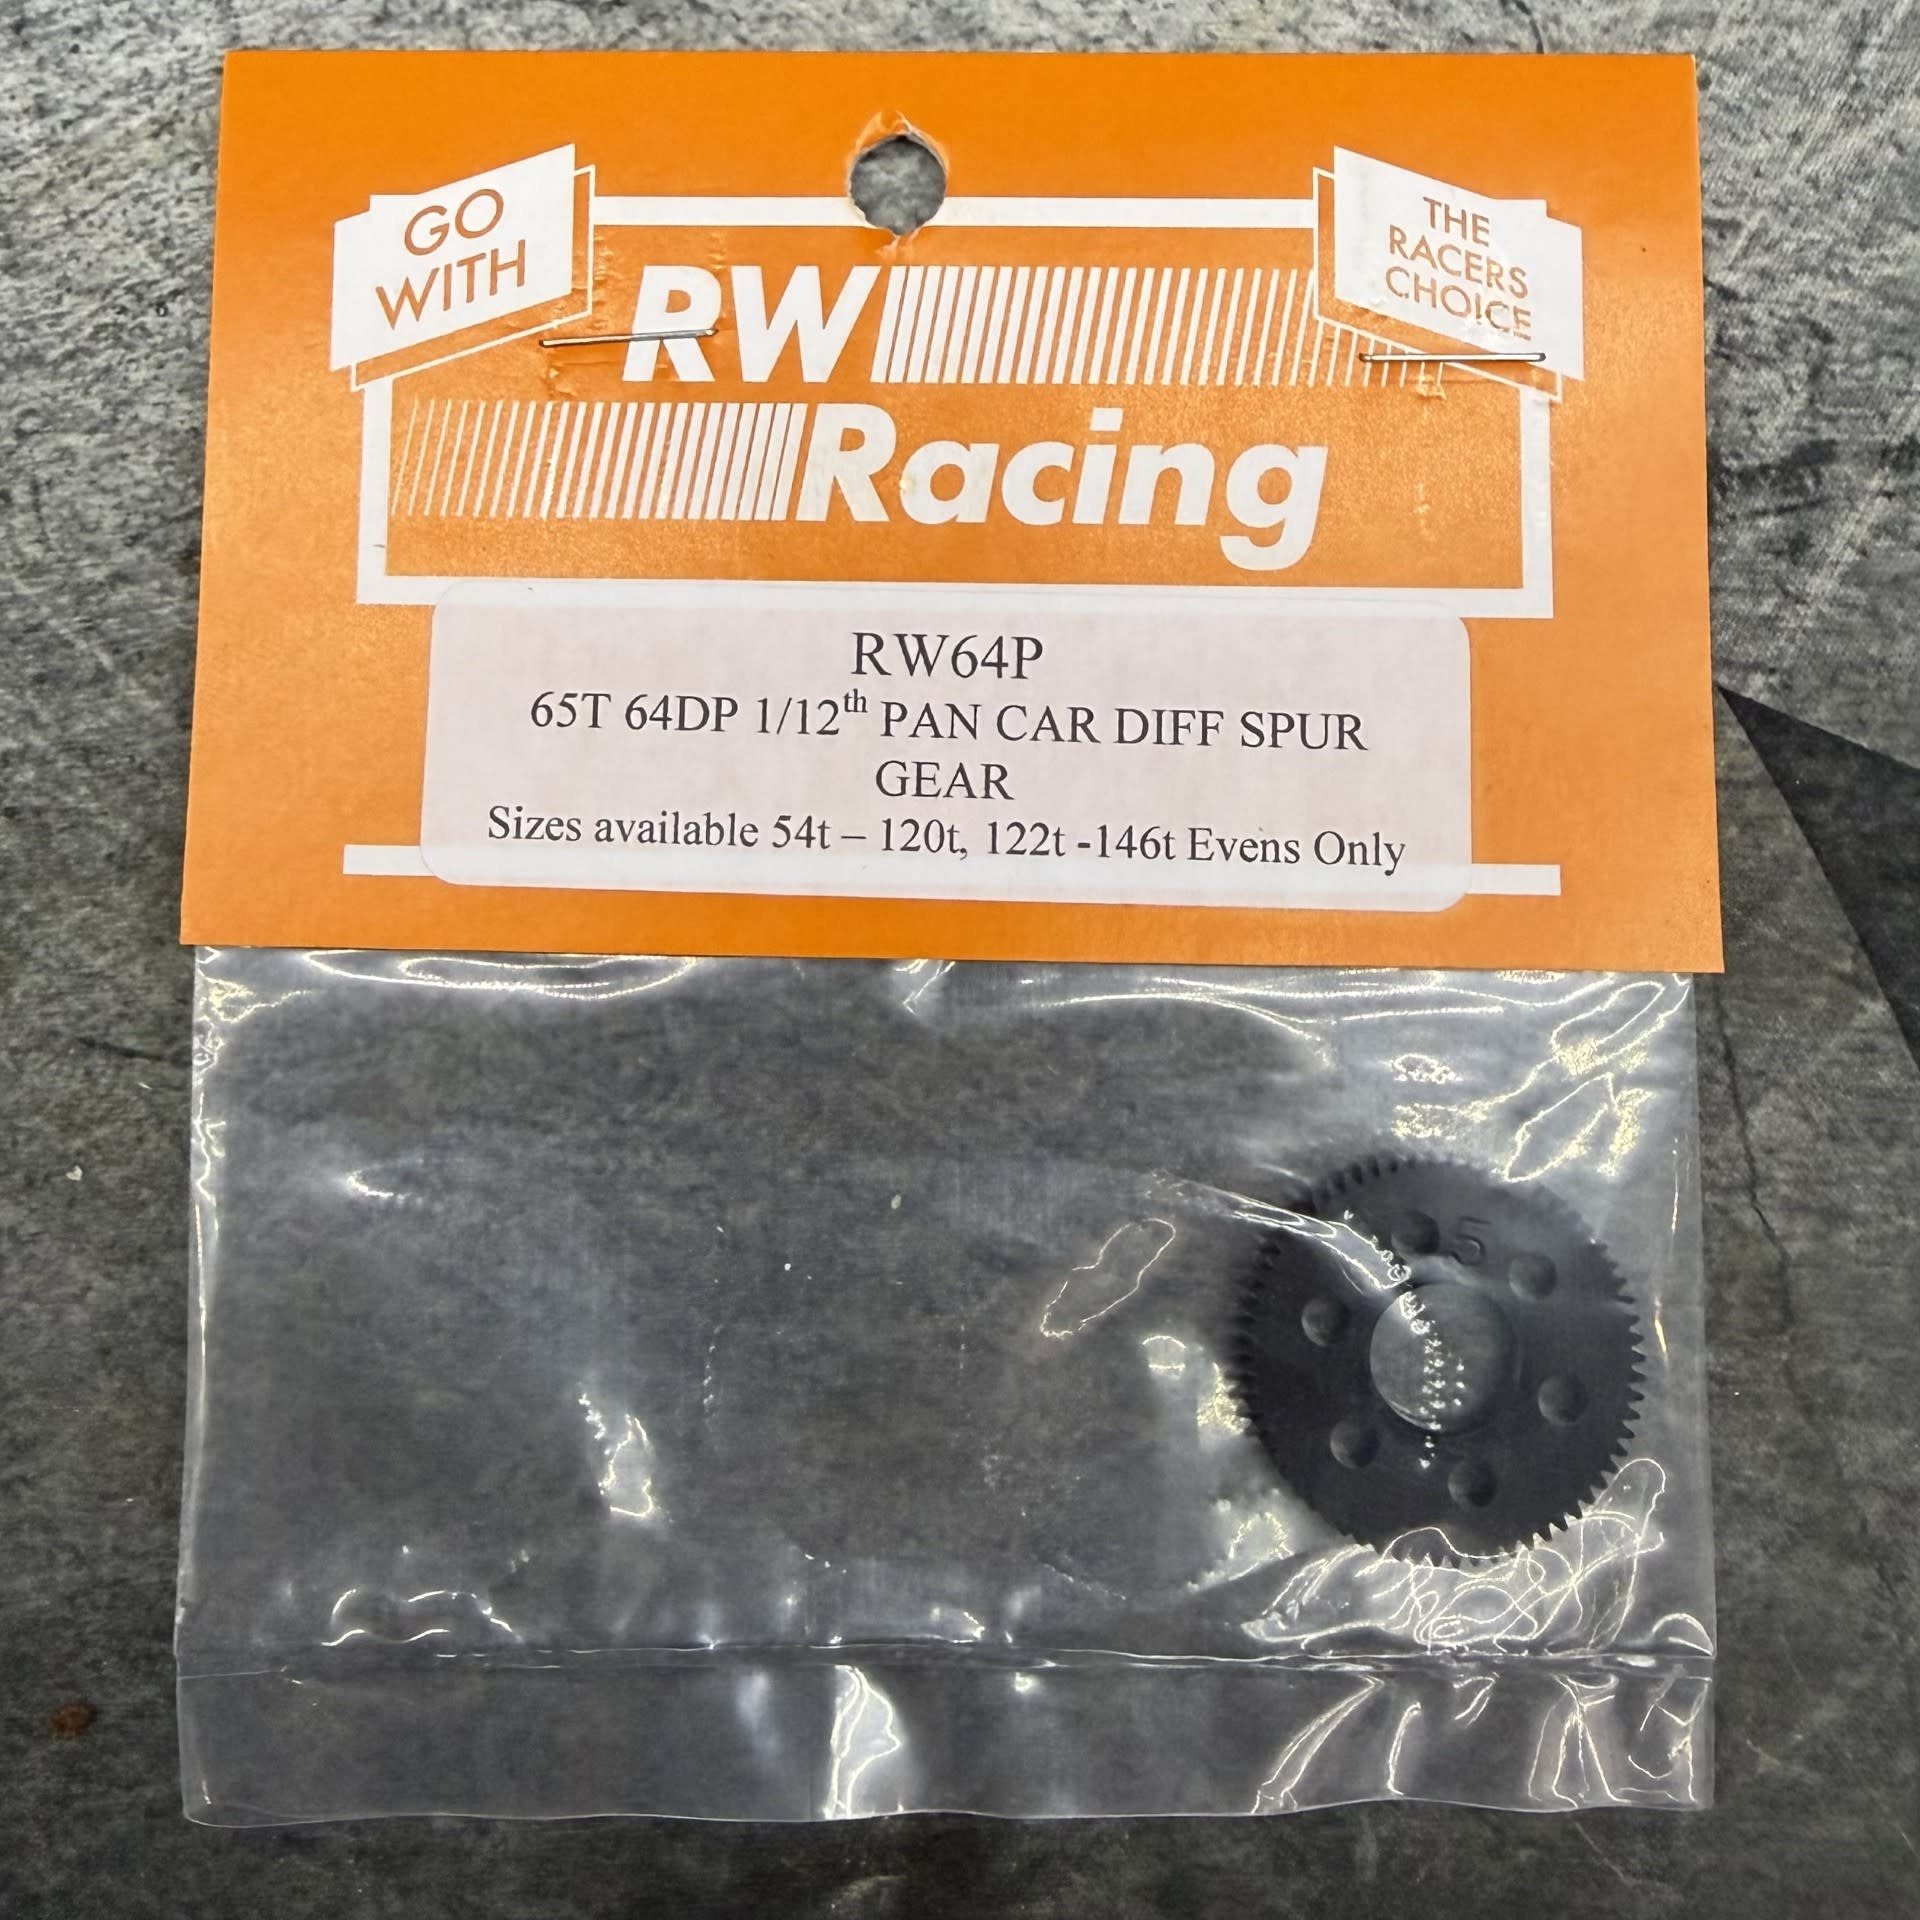 GO
WITH
THE
RACERS
CHOICE
RW
Racing
RW64P
65T 64DP 1/12th PAN CAR DIFF SPUR
GEAR
Sizes available 54t – 120t, 122t -146t Evens Only
5